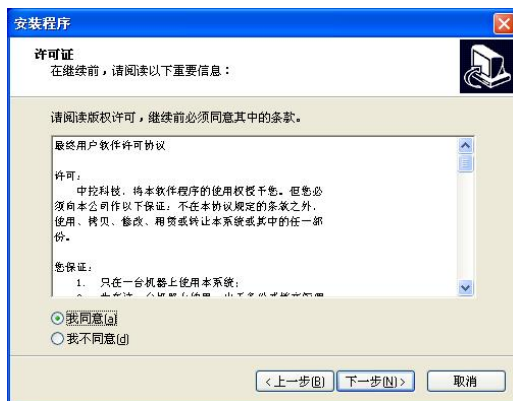 安装程序
许可证
在继续前，请阅读以下重要信息：
请阅读版权许可，继续前必须同意其中的条款。
最终用户软件许可协议
许可：
中控科技，将本软件程序的使用权授予您。但您必
须向本公司作以下保证：不在本协议规定的条款之外，
使用、拷贝、修改、租赁或转让本系统或其中的任一部
份。
您保证：
1. 只在一台机器上使用本系统；
我同意(a)
我不同意(d)
<上一步(B)
下一步(N)>
取消